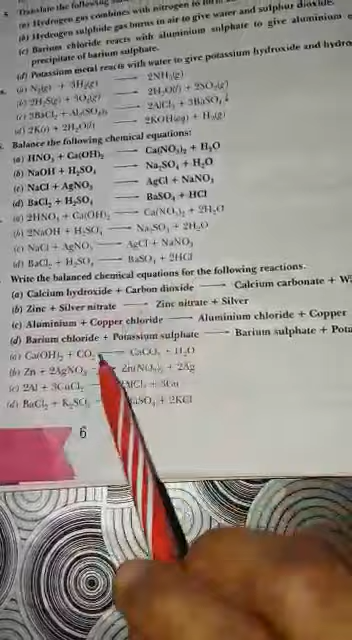 5. Translate the following
(a) Hydrogen gas combines with nitrogen to form
(b) Hydrogen sulphide gas burns in air to give water and sulphur dioxide.
(c) Barium chloride reacts with aluminium sulphate to give aluminium
precipitate of barium sulphate.
(d) Potassium metal reacts with water to give potassium hydroxide and
(a) N₂(g) + 3H₂(g) ⟶ 2NH₃(g)
(b) 2H₂S(g) + 3O₂(g) ⟶ 2H₂O(l) + 2SO₂(g)
(c) 3BaCl₂ + Al₂(SO₄)₃ ⟶ 2AlCl₃ + 3BaSO₄↓
(d) 2K(s) + 2H₂O(l) ⟶ 2KOH(aq) + H₂(g)
Balance the following chemical equations:
(a) HNO₃ + Ca(OH)₂ ⟶ Ca(NO₃)₂ + H₂O
(b) NaOH + H₂SO₄ ⟶ Na₂SO₄ + H₂O
(c) NaCl + AgNO₃ ⟶ AgCl + NaNO₃
(d) BaCl₂ + H₂SO₄ ⟶ BaSO₄ + HCl
(a) 2HNO₃ + Ca(OH)₂ ⟶ Ca(NO₃)₂ + 2H₂O
(b) 2NaOH + H₂SO₄ ⟶ Na₂SO₄ + 2H₂O
(c) NaCl + AgNO₃ ⟶ AgCl + NaNO₃
(d) BaCl₂ + H₂SO₄ ⟶ BaSO₄ + 2HCl
Write the balanced chemical equations for the following reactions.
(a) Calcium hydroxide + Carbon dioxide ⟶ Calcium carbonate + Wa
(b) Zinc + Silver nitrate ⟶ Zinc nitrate + Silver
(c) Aluminium + Copper chloride ⟶ Aluminium chloride + Copper
(d) Barium chloride + Potassium sulphate ⟶ Barium sulphate + Pota
(a) Ca(OH)₂ + CO₂ ⟶ CaCO₃ + H₂O
(b) Zn + 2AgNO₃ ⟶ Zn(NO₃)₂ + 2Ag
(c) 2Al + 3CuCl₂ AlCl₃ + 3Cu
(d) BaCl₂ + K₂SO₄ BaSO₄ + 2KCl
6